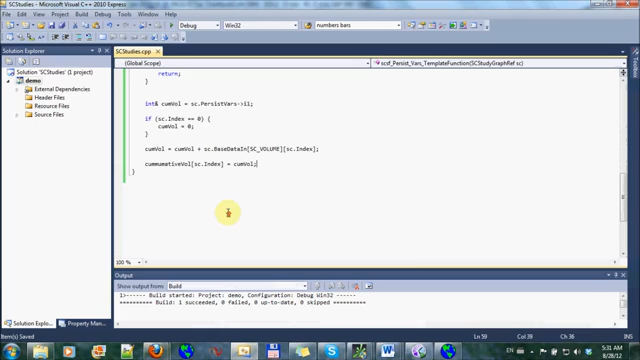 SCStudies - Microsoft Visual C++ 2010 Express
File Edit View Project Debug Tools Window Help
Debug Win32 numbers bars
Solution Explorer
SCStudies.cpp
(Global Scope) scsf_Persist_Vars_TemplateFunction(SCStudyGraphRef sc)
Toolbox
Solution 'SCStudies' (1 project)
demo
External Dependencies
Header Files
Resource Files
Source Files
return;
}
int& cumVol = sc.PersistVars->i1;
if (sc.Index == 0) {
cumVol = 0;
}
cumVol = cumVol + sc.BaseDataIn[SC_VOLUME][sc.Index];
cummumativeVol[sc.Index] = cumVol;
}
100 %
Output
Show output from: Build
1>------ Build started: Project: demo, Configuration: Debug Win32 ------
========== Build: 1 succeeded, 0 failed, 0 up-to-date, 0 skipped ==========
Solution Explo... Property Man...
Item(s) Saved Ln 59 Col 39 Ch 36 INS
EN
5:31 AM
8/28/12